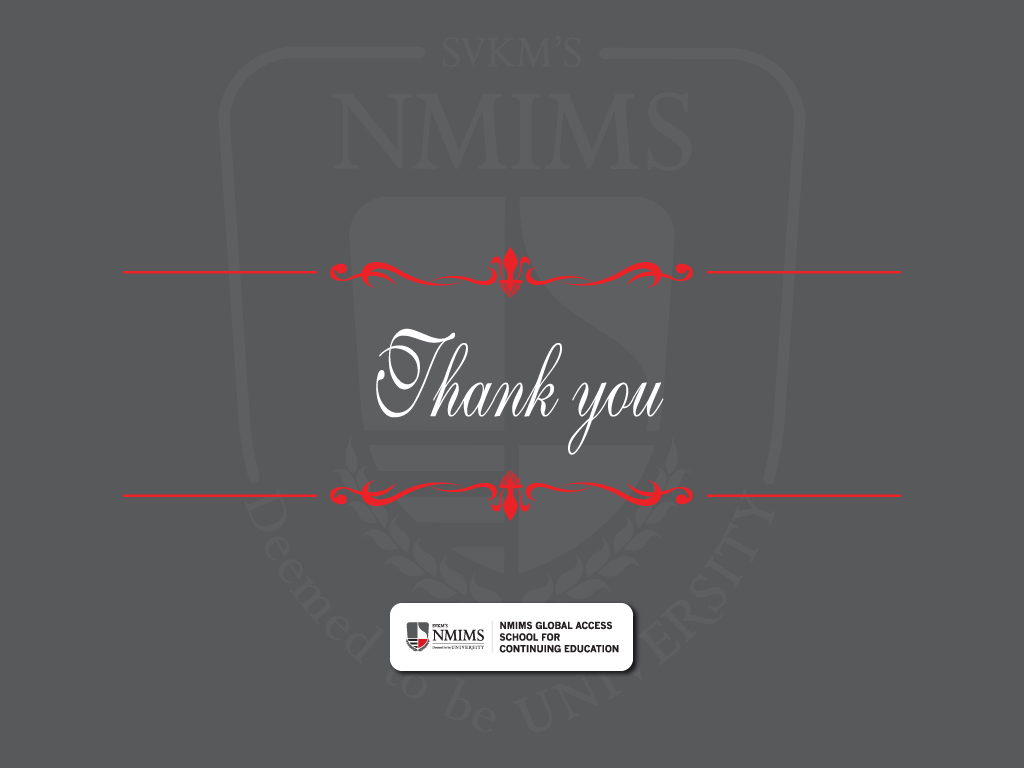 SVKM'S
NMIMS
Thank you
Deemed to be UNIVERSITY
SVKM'S
NMIMS
Deemed to be UNIVERSITY
NMIMS GLOBAL ACCESS
SCHOOL FOR
CONTINUING EDUCATION